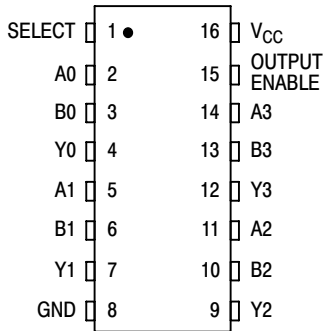 SELECT 1 16 VCC
A0 2 15 OUTPUT ENABLE
B0 3 14 A3
Y0 4 13 B3
A1 5 12 Y3
B1 6 11 A2
Y1 7 10 B2
GND 8 9 Y2